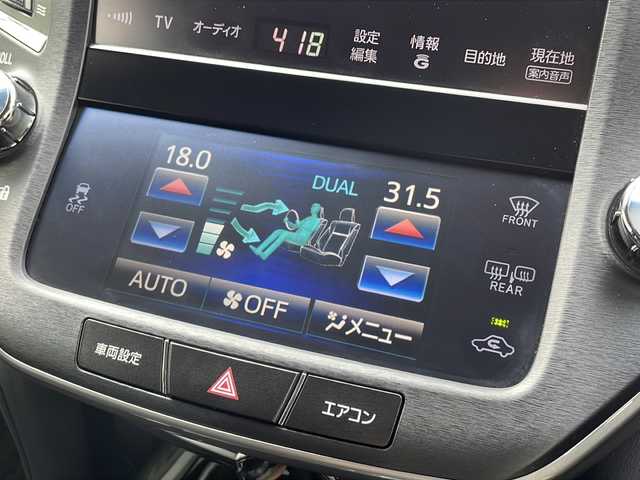 TV オーディオ 4:18 設定 編集 情報 G 目的地 現在地
案内音声
18.0 DUAL 31.5
OFF
FRONT
REAR
AUTO OFF メニュー
車両設定 エアコン